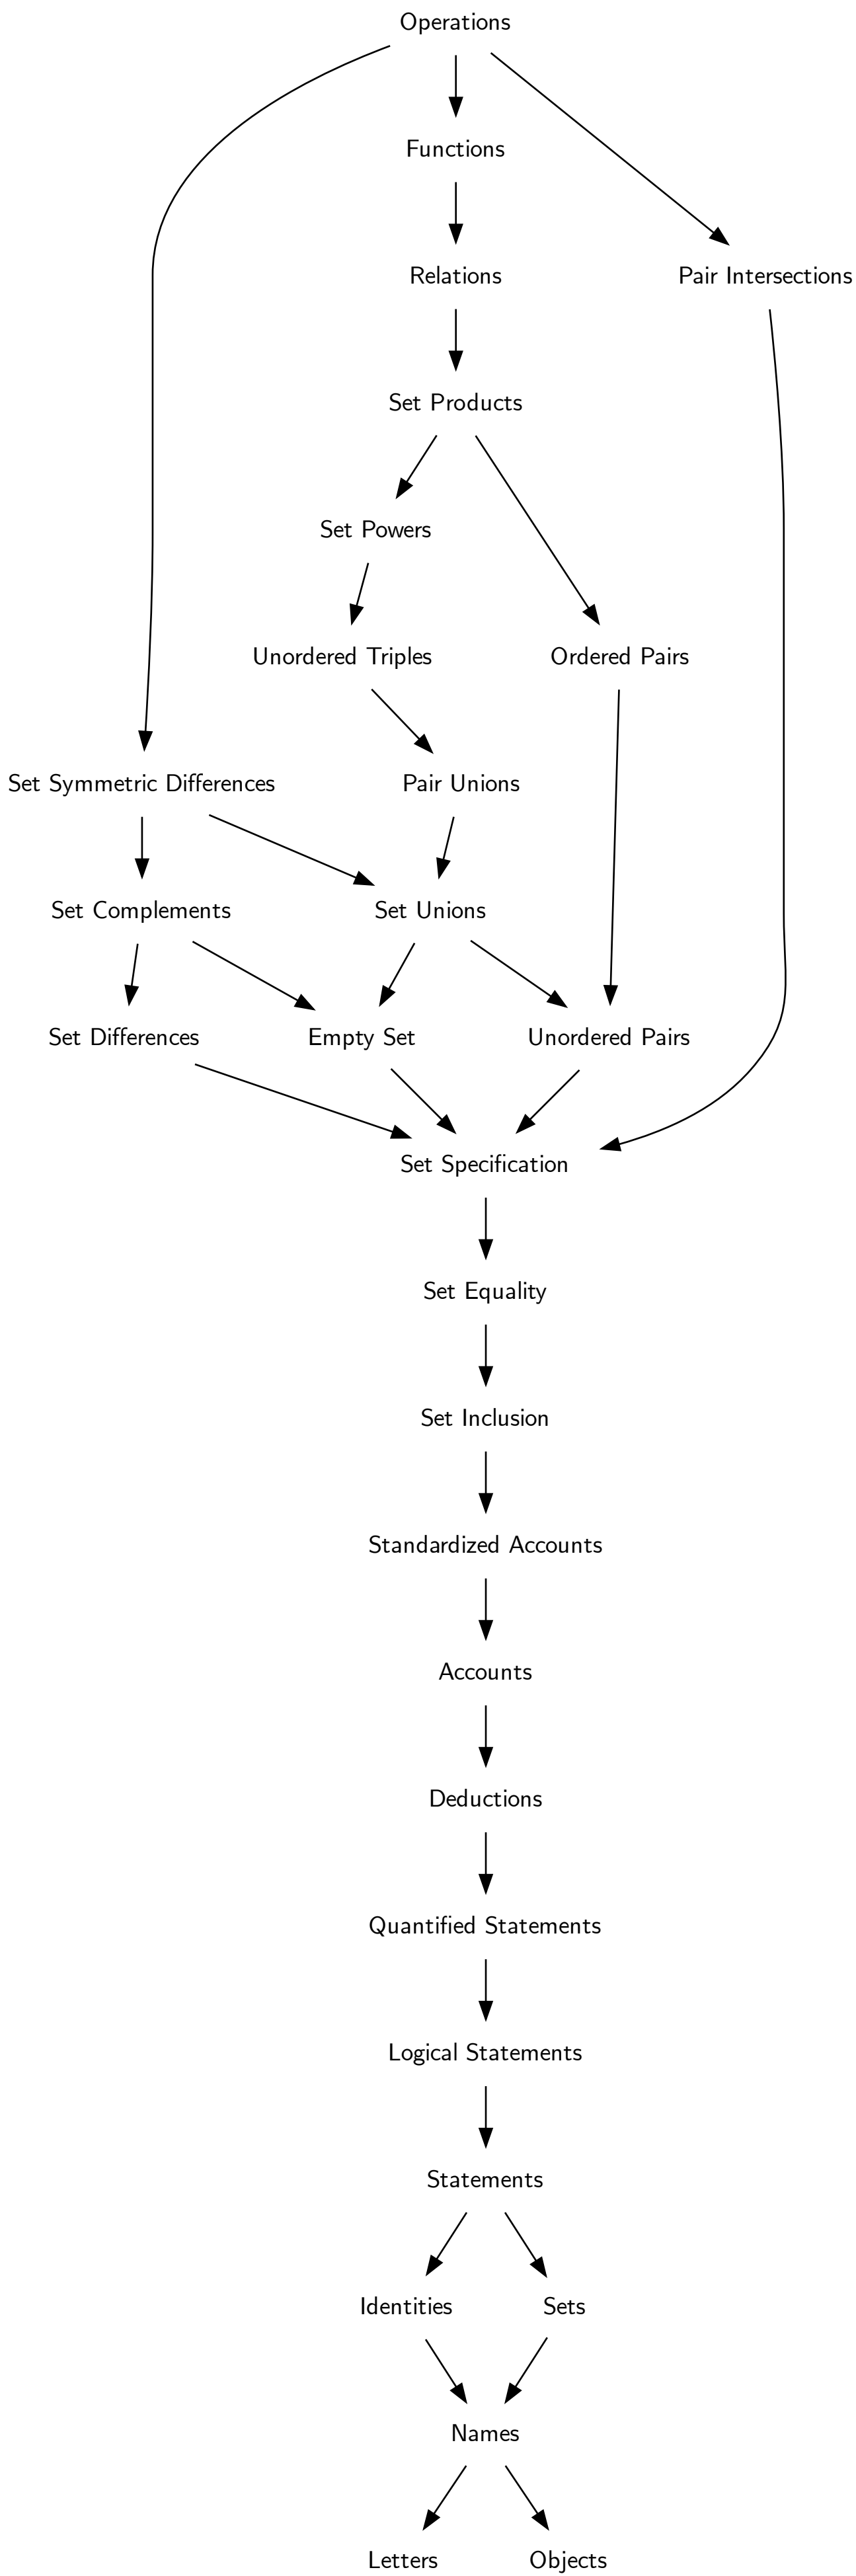 Operations
Functions
Relations
Pair Intersections
Set Products
Set Powers
Unordered Triples
Ordered Pairs
Set Symmetric Differences
Pair Unions
Set Complements
Set Unions
Set Differences
Empty Set
Unordered Pairs
Set Specification
Set Equality
Set Inclusion
Standardized Accounts
Accounts
Deductions
Quantified Statements
Logical Statements
Statements
Identities
Sets
Names
Letters
Objects